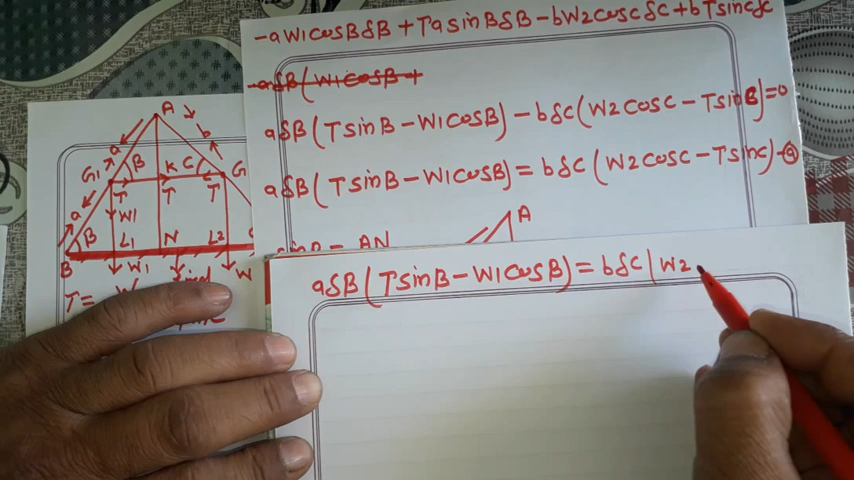 -aW1cosBδB + TasinBδB - bW2cosCδC + bTsinCδC
-aδB(W1cosB +
aδB(TsinB - W1cosB) - bδC(W2cosC - TsinC) = 0
aδB(TsinB - W1cosB) = bδC(W2cosC - TsinC) -
sinB = AN
A
A
a
b
G1
B
K
C
G
T
T
T
a
W1
B
L1
N
L2
B
W1
W
T =
aδB(TsinB - W1cosB) = bδC(W2